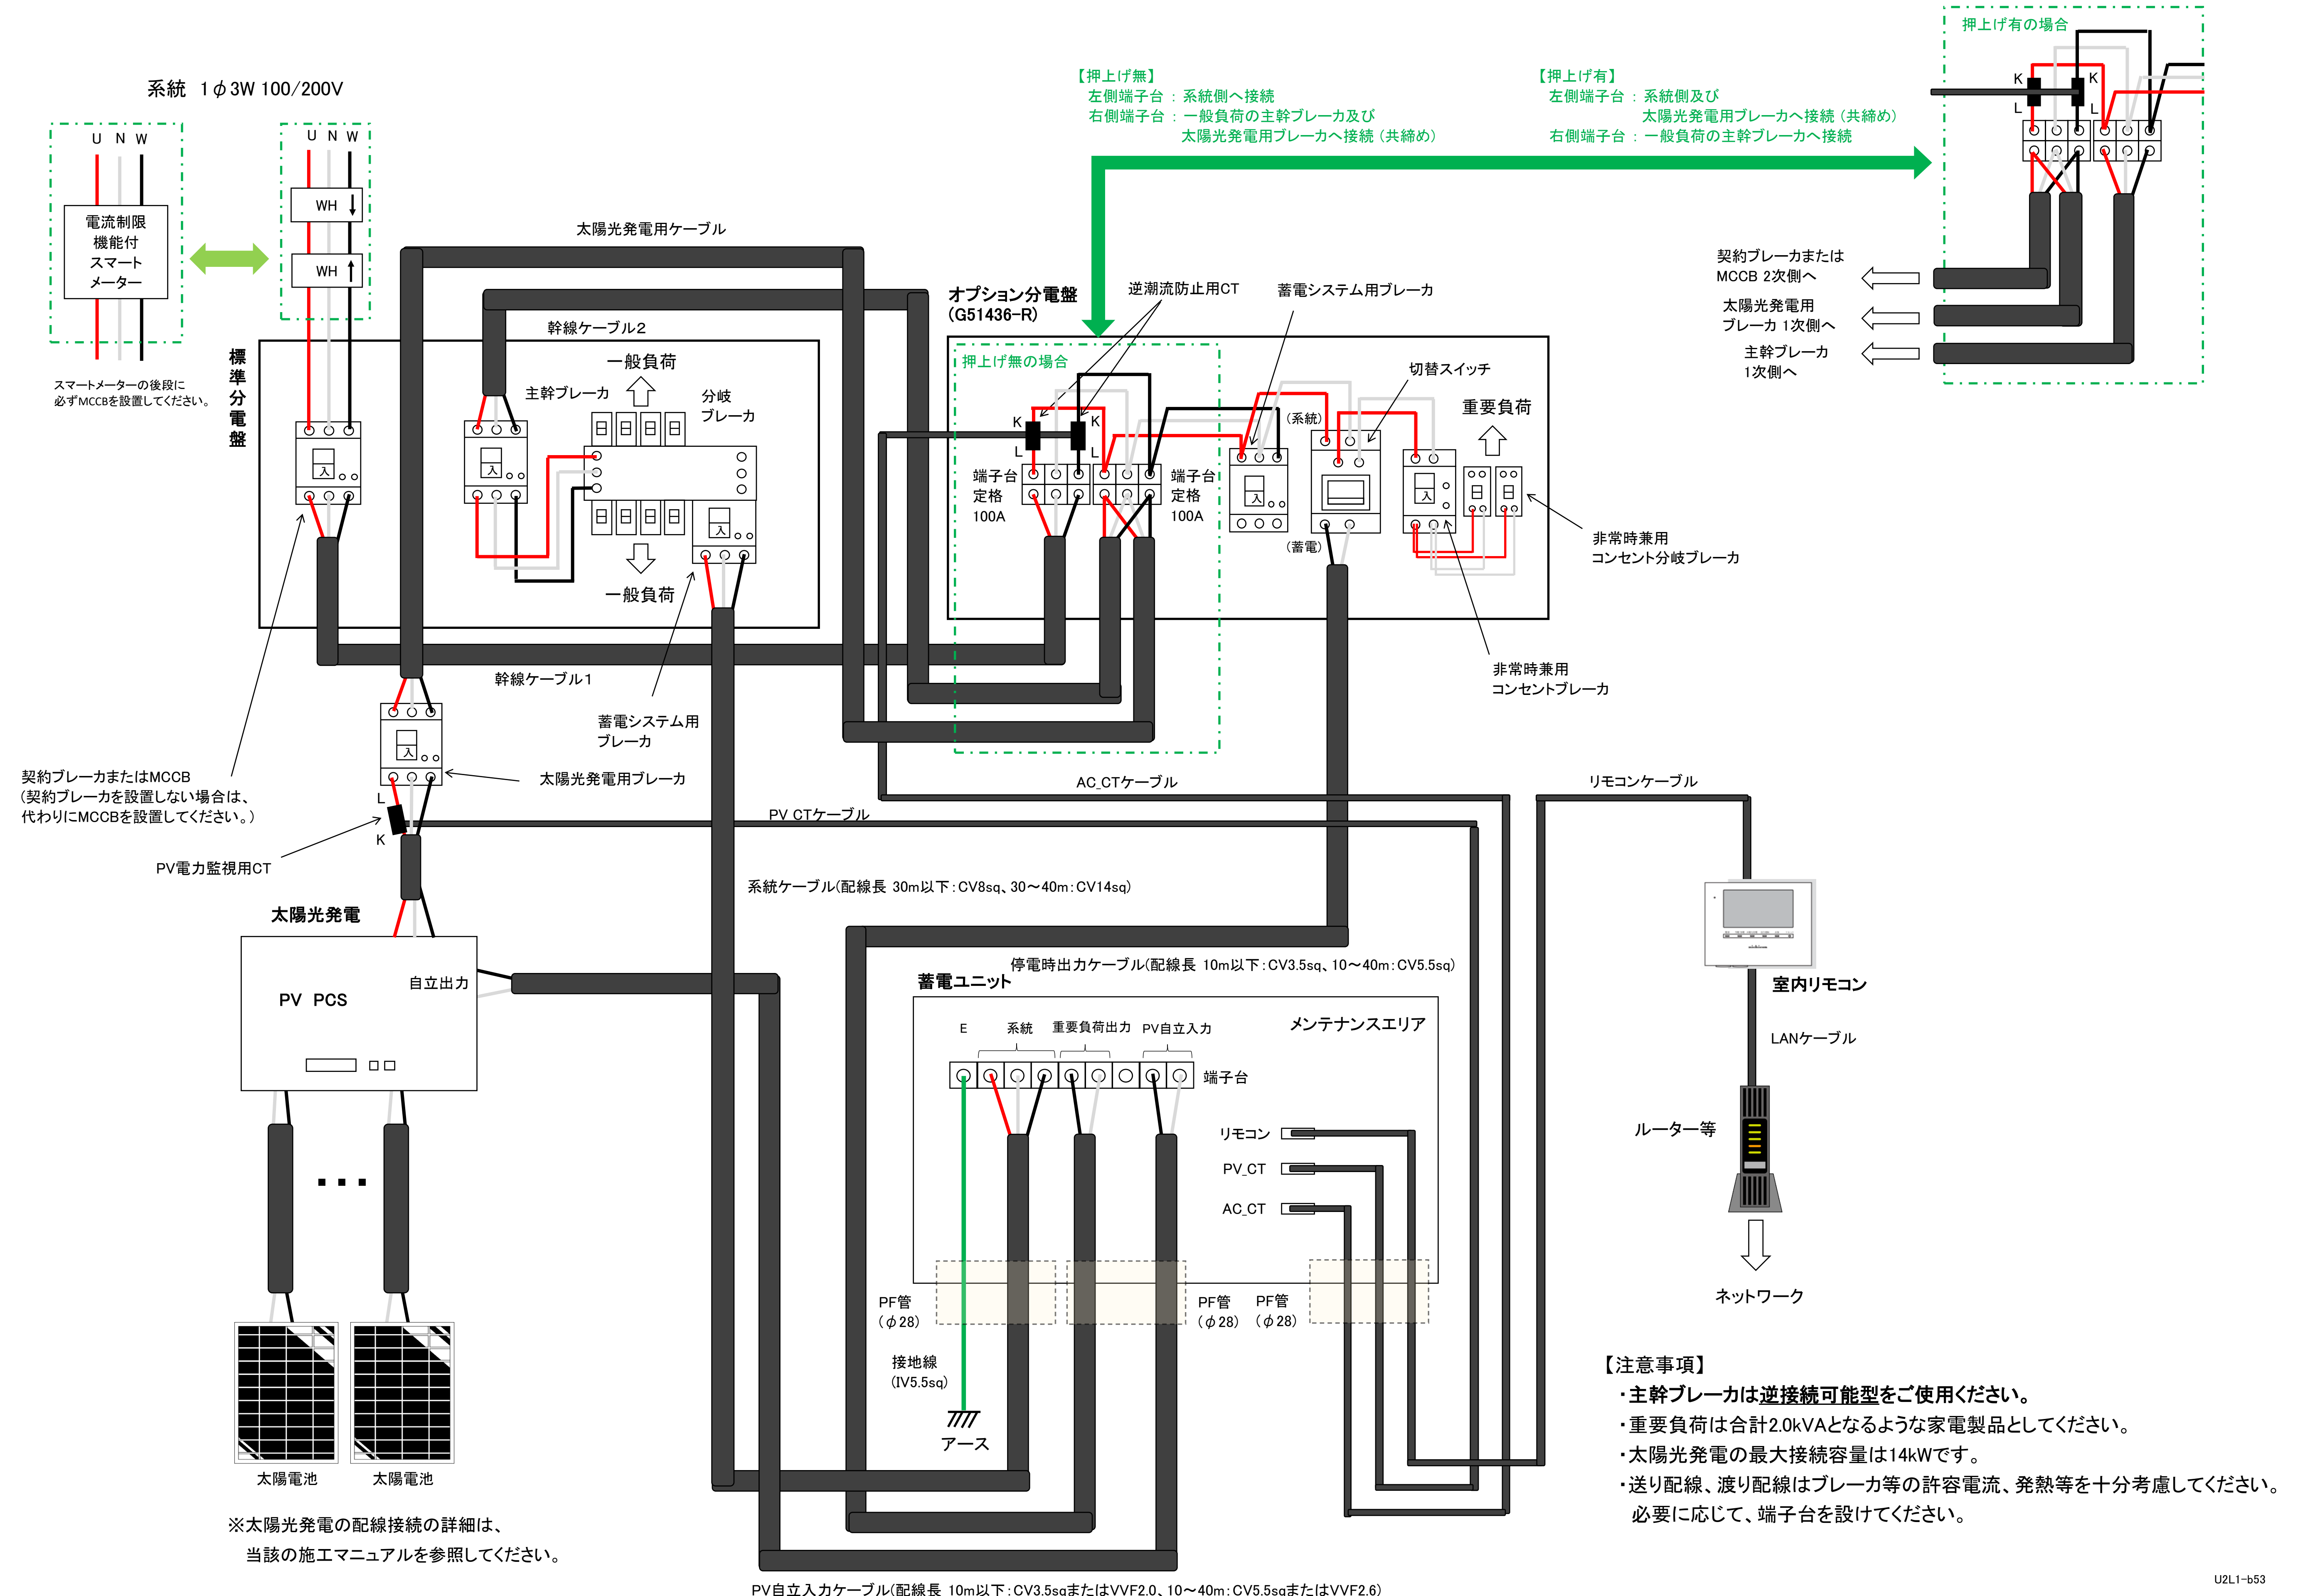 系統 1φ3W 100/200V
U N W
電流制限
機能付
スマート
メーター
スマートメーターの後段に
必ずMCCBを設置してください。
U N W
WH
WH
標準分電盤
太陽光発電用ケーブル
幹線ケーブル2
主幹ブレーカ
入
入
一般負荷
分岐
ブレーカ
入
一般負荷
幹線ケーブル1
蓄電システム用
ブレーカ
【押上げ無】
左側端子台 : 系統側へ接続
右側端子台 : 一般負荷の主幹ブレーカ及び
太陽光発電用ブレーカへ接続(共締め)
【押上げ有】
左側端子台 : 系統側及び
太陽光発電用ブレーカへ接続(共締め)
右側端子台 : 一般負荷の主幹ブレーカへ接続
押上げ有の場合
K
K
L
L
契約ブレーカまたは
MCCB 2次側へ
太陽光発電用
ブレーカ 1次側へ
主幹ブレーカ
1次側へ
オプション分電盤
(G51436-R)
逆潮流防止用CT
蓄電システム用ブレーカ
押上げ無の場合
K
K
L
L
端子台
定格
100A
端子台
定格
100A
入
(系統)
(蓄電)
切替スイッチ
入
重要負荷
非常時兼用
コンセント分岐ブレーカ
非常時兼用
コンセントブレーカ
契約ブレーカまたはMCCB
(契約ブレーカを設置しない場合は、
代わりにMCCBを設置してください。)
入
太陽光発電用ブレーカ
L
K
PV電力監視用CT
AC_CTケーブル
PV CTケーブル
リモコンケーブル
系統ケーブル(配線長 30m以下:CV8sq、30~40m:CV14sq)
停電時出力ケーブル(配線長 10m以下:CV3.5sq、10~40m:CV5.5sq)
太陽光発電
PV PCS
自立出力
太陽電池
太陽電池
※太陽光発電の配線接続の詳細は、
当該の施工マニュアルを参照してください。
蓄電ユニット
メンテナンスエリア
E
系統
重要負荷出力
PV自立入力
端子台
リモコン
PV_CT
AC_CT
PF管
(φ28)
PF管
(φ28)
PF管
(φ28)
接地線
(IV5.5sq)
アース
PV自立入力ケーブル(配線長 10m以下:CV3.5sqまたはVVF2.0、10~40m:CV5.5sqまたはVVF2.6)
室内リモコン
LANケーブル
ルーター等
ネットワーク
【注意事項】
・主幹ブレーカは逆接続可能型をご使用ください。
・重要負荷は合計2.0kVAとなるような家電製品としてください。
・太陽光発電の最大接続容量は14kWです。
・送り配線、渡り配線はブレーカ等の許容電流、発熱等を十分考慮してください。
必要に応じて、端子台を設けてください。
U2L1-b53